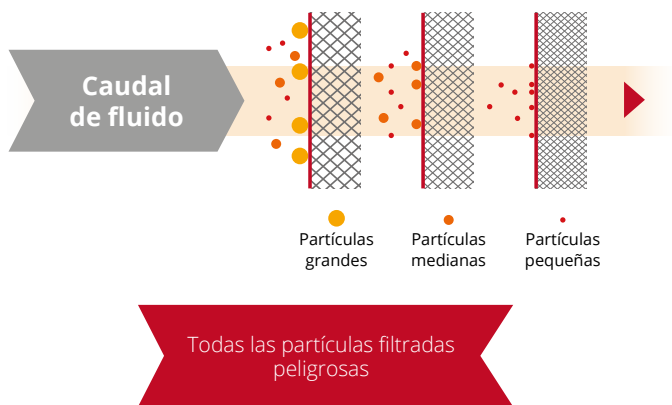 Caudal
de fluido
Partículas
grandes
Partículas
medianas
Partículas
pequeñas
Todas las partículas filtradas
peligrosas